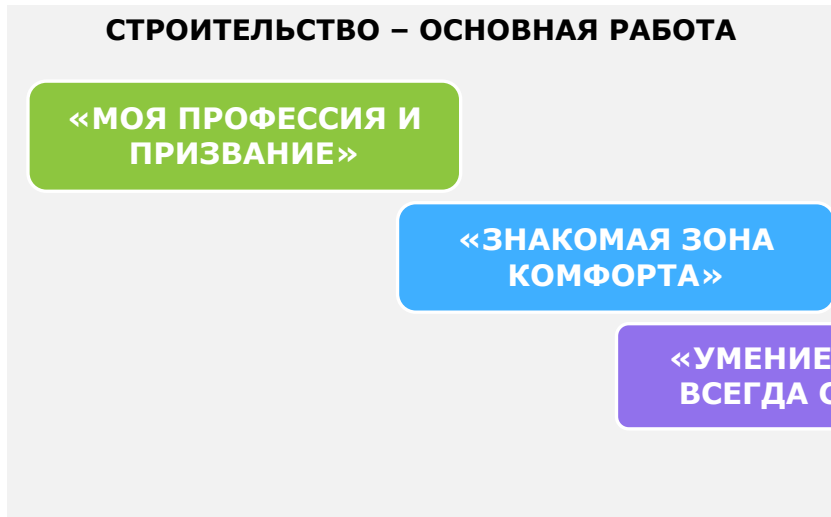 СТРОИТЕЛЬСТВО – ОСНОВНАЯ РАБОТА
«МОЯ ПРОФЕССИЯ И
ПРИЗВАНИЕ»
«ЗНАКОМАЯ ЗОНА
КОМФОРТА»
«УМЕНИЕ
ВСЕГДА